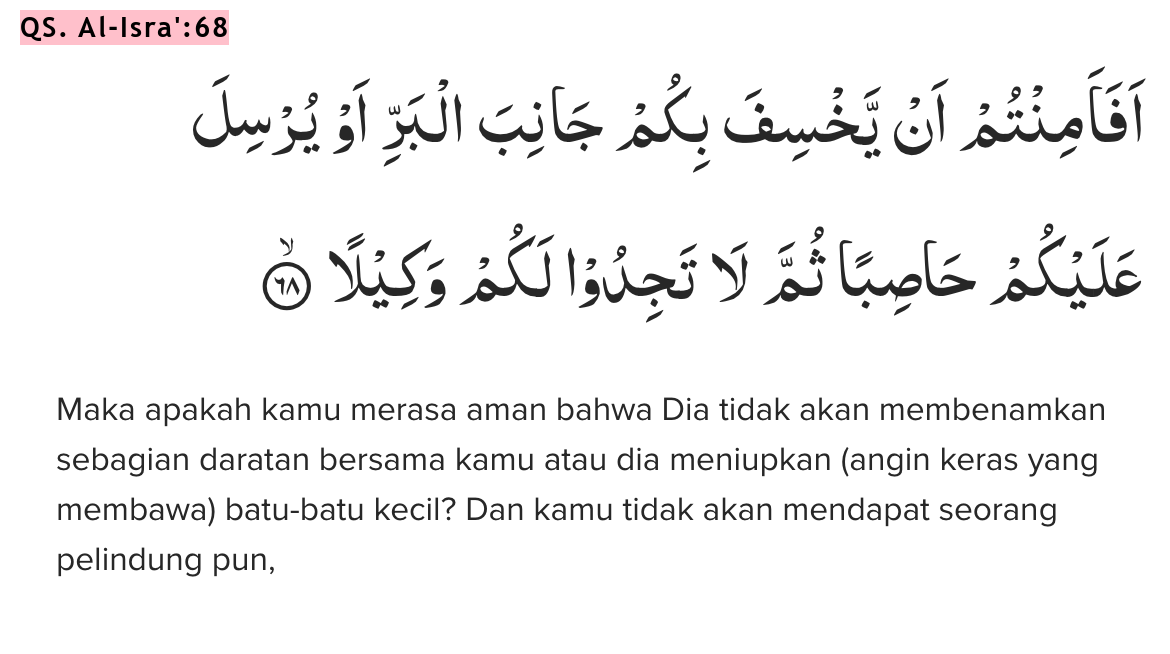 QS. Al-Isra':68
اَفَاَمِنْتُمْ اَنْ يَّخْسِفَ بِكُمْ جَانِبَ الْبَرِّ اَوْ يُرْسِلَ
عَلَيْكُمْ حَاصِبًا ثُمَّ لَا تَجِدُوْا لَكُمْ وَكِيْلًا ۙ ٦٨
Maka apakah kamu merasa aman bahwa Dia tidak akan membenamkan
sebagian daratan bersama kamu atau dia meniupkan (angin keras yang
membawa) batu-batu kecil? Dan kamu tidak akan mendapat seorang
pelindung pun,